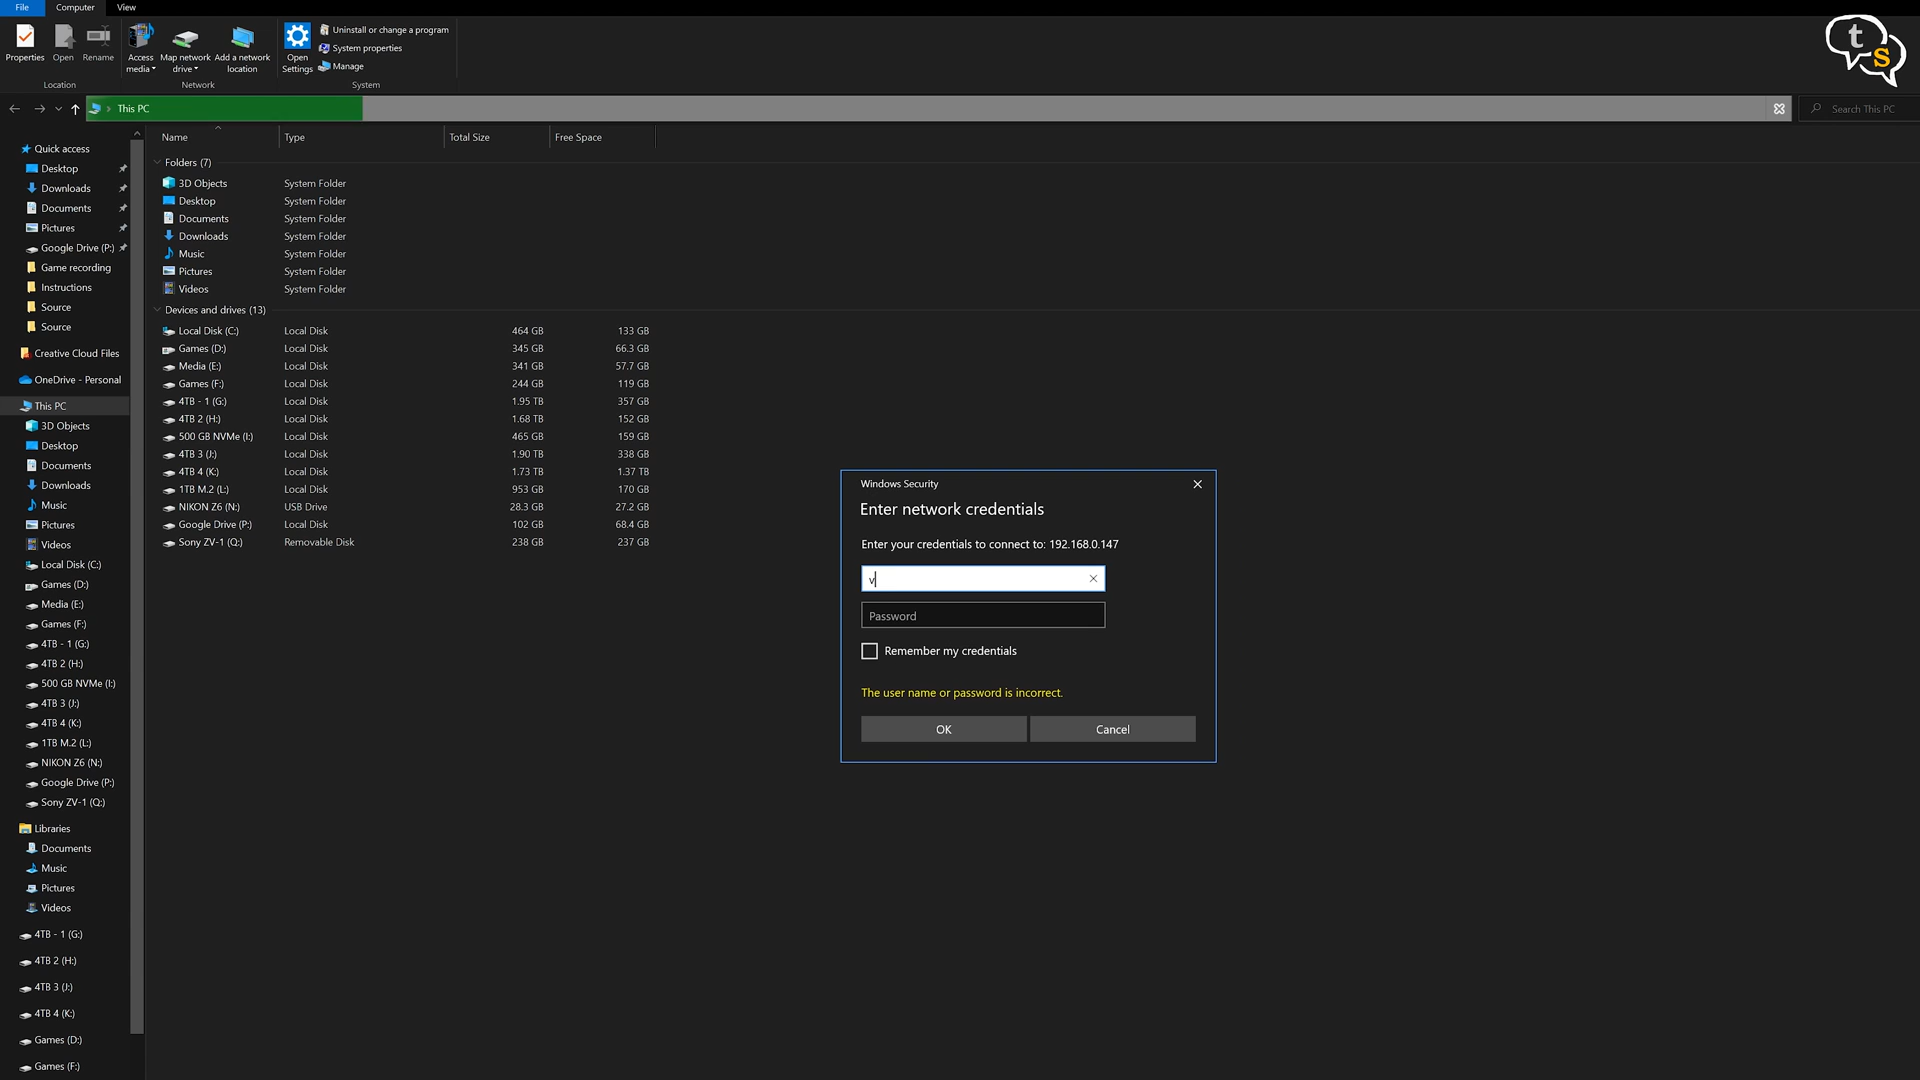 File Computer View
Properties Open Rename Access media Map network drive Add a network location Open Settings Uninstall or change a program
System properties
Manage
Location Network System
This PC Search This PC
Name Type Total Size Free Space
Quick access
Desktop
Downloads
Documents
Pictures
Google Drive (P:)
Game recording
Instructions
Source
Source
Creative Cloud Files
OneDrive - Personal
This PC
3D Objects
Desktop
Documents
Downloads
Music
Pictures
Videos
Local Disk (C:)
Games (D:)
Media (E:)
Games (F:)
4TB - 1 (G:)
4TB 2 (H:)
500 GB NVMe (I:)
4TB 3 (J:)
4TB 4 (K:)
1TB M.2 (L:)
NIKON Z6 (N:)
Google Drive (P:)
Sony ZV-1 (Q:)
Libraries
Documents
Music
Pictures
Videos
4TB - 1 (G:)
4TB 2 (H:)
4TB 3 (J:)
4TB 4 (K:)
Games (D:)
Games (F:)
Folders (7)
3D Objects System Folder
Desktop System Folder
Documents System Folder
Downloads System Folder
Music System Folder
Pictures System Folder
Videos System Folder
Devices and drives (13)
Local Disk (C:) Local Disk 464 GB 133 GB
Games (D:) Local Disk 345 GB 66.3 GB
Media (E:) Local Disk 341 GB 57.7 GB
Games (F:) Local Disk 244 GB 119 GB
4TB - 1 (G:) Local Disk 1.95 TB 357 GB
4TB 2 (H:) Local Disk 1.68 TB 152 GB
500 GB NVMe (I:) Local Disk 465 GB 159 GB
4TB 3 (J:) Local Disk 1.90 TB 338 GB
4TB 4 (K:) Local Disk 1.73 TB 1.37 TB
1TB M.2 (L:) Local Disk 953 GB 170 GB
NIKON Z6 (N:) USB Drive 28.3 GB 27.2 GB
Google Drive (P:) Local Disk 102 GB 68.4 GB
Sony ZV-1 (Q:) Removable Disk 238 GB 237 GB
Windows Security
Enter network credentials
Enter your credentials to connect to: 192.168.0.147
v
Password
Remember my credentials
The user name or password is incorrect.
OK Cancel
t s